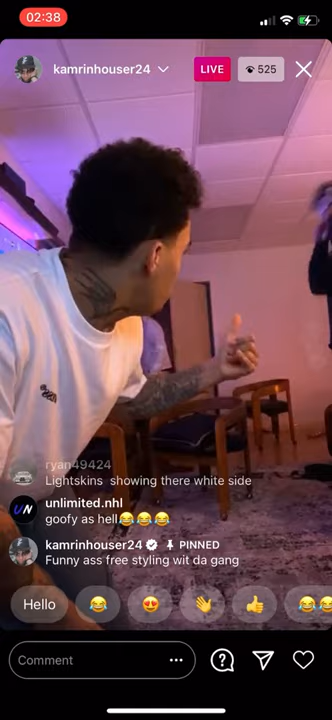 02:38
kamrinhouser24
LIVE
525
ryan49424
Lightskins showing there white side
unlimited.nhl
UN
goofy as hell😂😂😂
kamrinhouser24 PINNED
Funny ass free styling wit da gang
Hello 😂 😍 👋 👍 😂😂
Comment